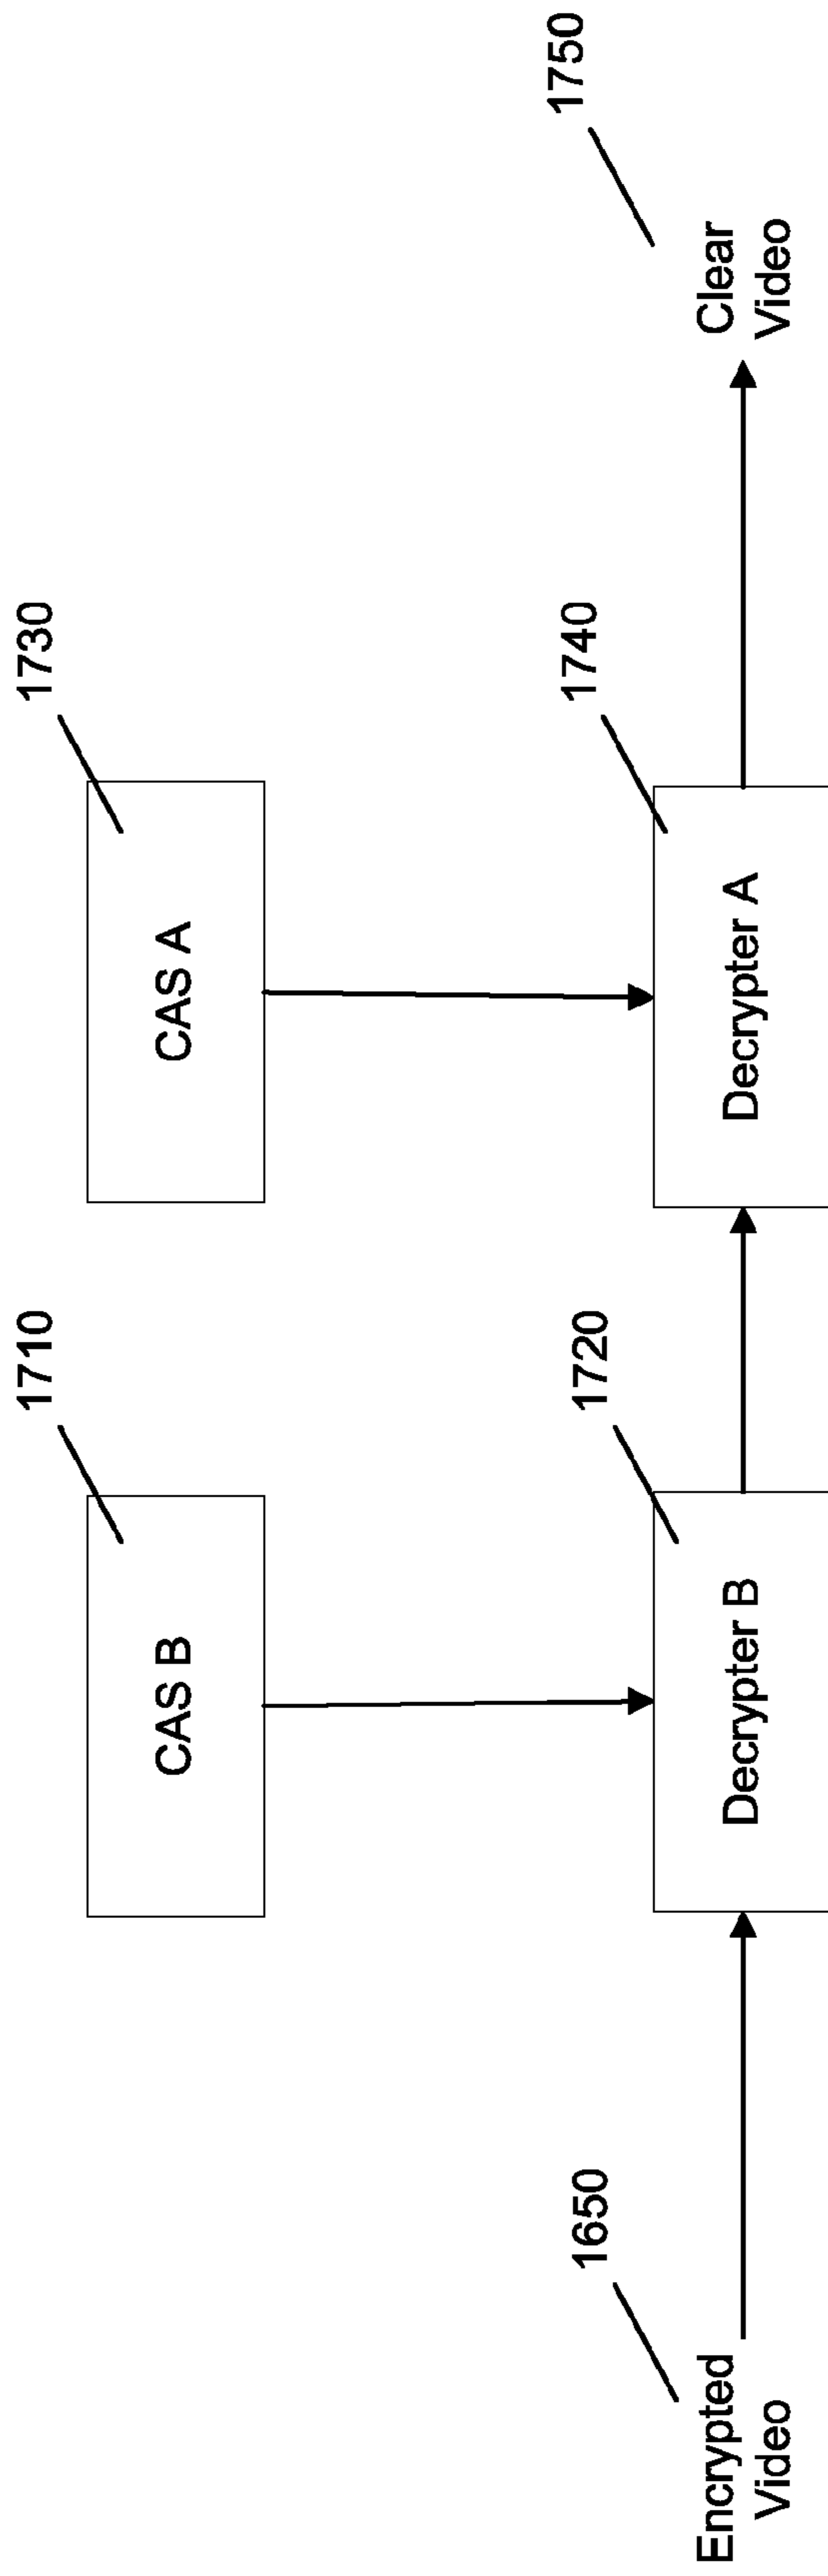 1710
1730
CAS B
CAS A
1650
1720
1740
1750
Encrypted
Video
Decrypter B
Decrypter A
Clear
Video